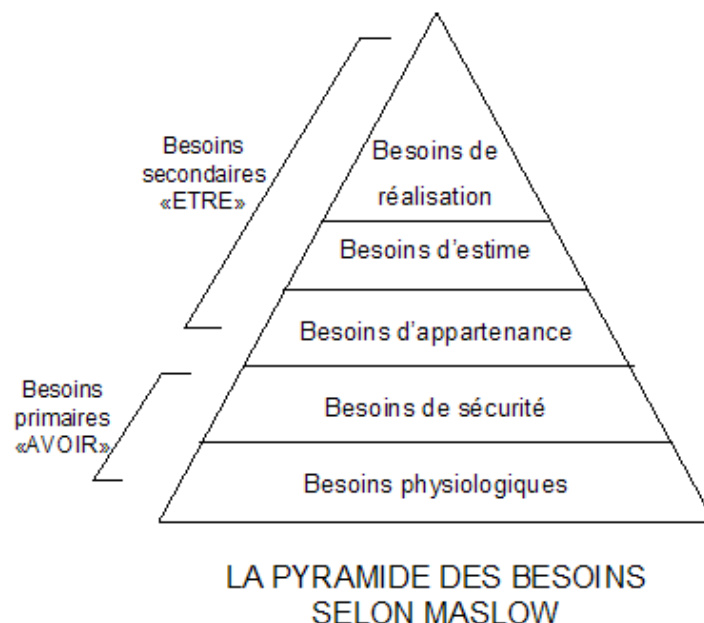 Besoins
secondaires
«ETRE»
Besoins de
réalisation
Besoins d'estime
Besoins d'appartenance
Besoins
primaires
«AVOIR»
Besoins de sécurité
Besoins physiologiques
LA PYRAMIDE DES BESOINS
SELON MASLOW